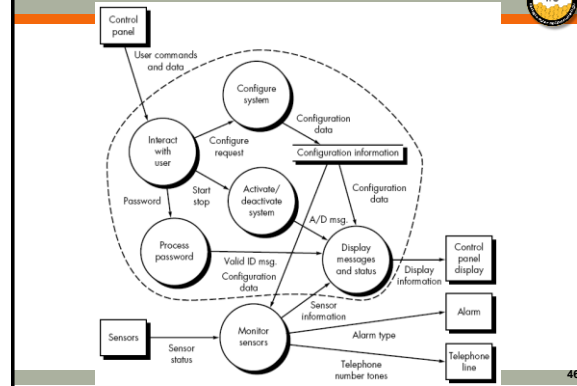 Control
panel
User commands
and data
Configure
system
Configuration
data
Interact
with
user
Configure
request
Configuration information
Password
Start
stop
Activate/
deactivate
system
Configuration
data
A/D msg.
Process
password
Valid ID msg.
Display
messages
and status
Control
panel
display
Display
information
Configuration
data
Sensor
information
Sensors
Sensor
status
Monitor
sensors
Alarm type
Alarm
Telephone
number tones
Telephone
line
46